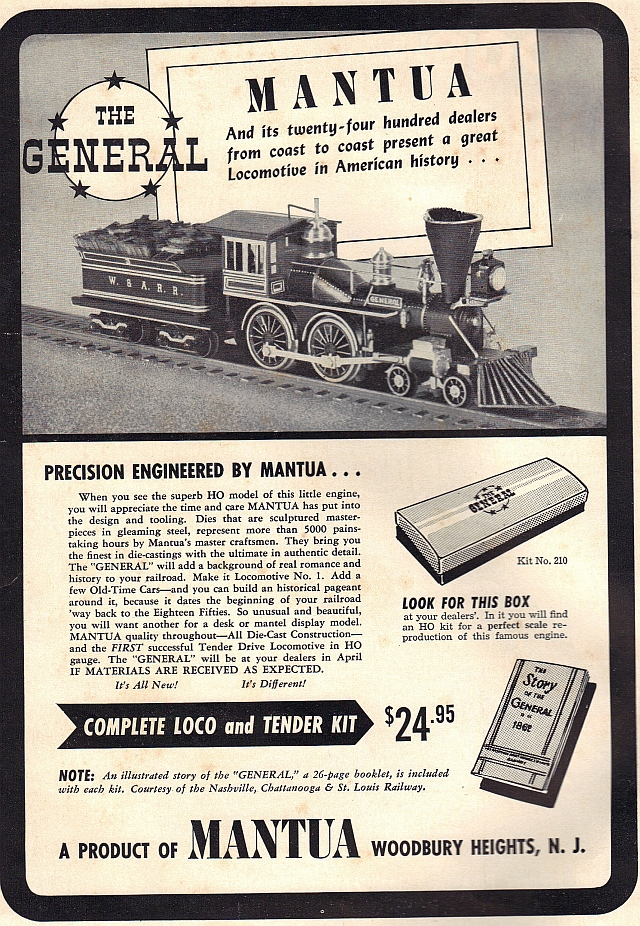 THE
GENERAL
MANTUA
And its twenty-four hundred dealers
from coast to coast present a great
Locomotive in American history . . .
W. & A. R. R.
GENERAL
PRECISION ENGINEERED BY MANTUA . . .
When you see the superb HO model of this little engine,
you will appreciate the time and care MANTUA has put into
the design and tooling. Dies that are sculptured master-
pieces in gleaming steel, represent more than 5000 pains-
taking hours by Mantua's master craftsmen. They bring you
the finest in die-castings with the ultimate in authentic detail.
The "GENERAL" will add a background of real romance and
history to your railroad. Make it Locomotive No. 1. Add a
few Old-Time Cars—and you can build an historical pageant
around it, because it dates the beginning of your railroad
'way back to the Eighteen Fifties. So unusual and beautiful,
you will want another for a desk or mantel display model.
MANTUA quality throughout—All Die-Cast Construction—
and the FIRST successful Tender Drive Locomotive in HO
gauge. The "GENERAL" will be at your dealers in April
IF MATERIALS ARE RECEIVED AS EXPECTED.
It's All New! It's Different!
THE
GENERAL
Kit No. 210
LOOK FOR THIS BOX
at your dealers'. In it you will find
an HO kit for a perfect scale re-
production of this famous engine.
THE
Story
OF THE
GENERAL
1862
COMPLETE LOCO and TENDER KIT $24.95
NOTE: An illustrated story of the "GENERAL," a 26-page booklet, is included
with each kit. Courtesy of the Nashville, Chattanooga & St. Louis Railway.
A PRODUCT OF MANTUA WOODBURY HEIGHTS, N. J.